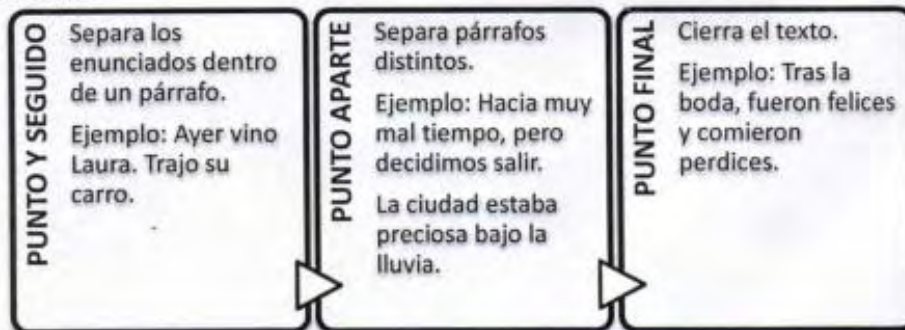 PUNTO Y SEGUIDO
Separa los
enunciados dentro
de un párrafo.
Ejemplo: Ayer vino
Laura. Trajo su
carro.
PUNTO APARTE
Separa párrafos
distintos.
Ejemplo: Hacia muy
mal tiempo, pero
decidimos salir.
La ciudad estaba
preciosa bajo la
lluvia.
PUNTO FINAL
Cierra el texto.
Ejemplo: Tras la
boda, fueron felices
y comieron
perdices.